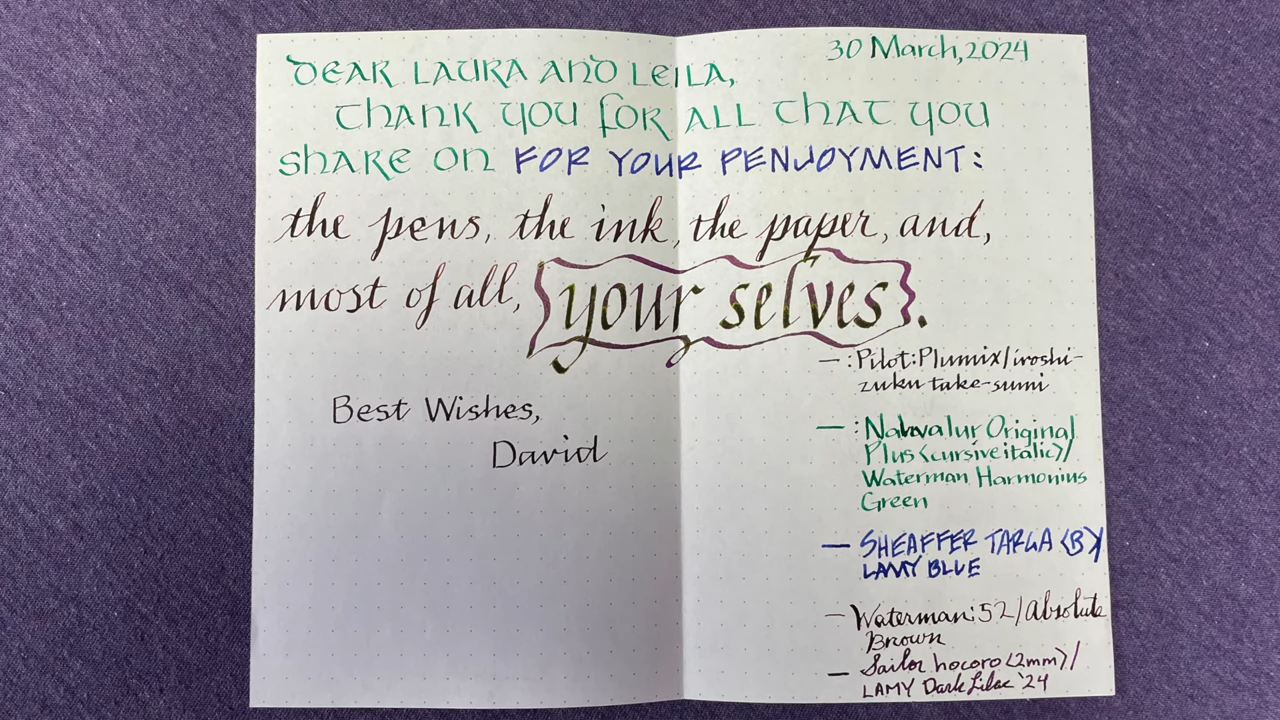 30 March, 2024
DEAR LAURA AND LEILA,
THANK YOU FOR ALL THAT YOU
SHARE ON FOR YOUR PENJOYMENT:
the pens, the ink, the paper, and,
most of all, {your selves}.
— : Pilot: Plumix/iroshi-
zuku take-sumi
Best Wishes,
David
— : Nahvalur Original
Plus <cursive italic>/
Waterman Harmonius
Green
— SHEAFFER TARGA <B>/
LAMY BLUE
— Waterman: 52/Absolute
Brown
— Sailor hocoro <2mm>/
LAMY Dark Lilac '24